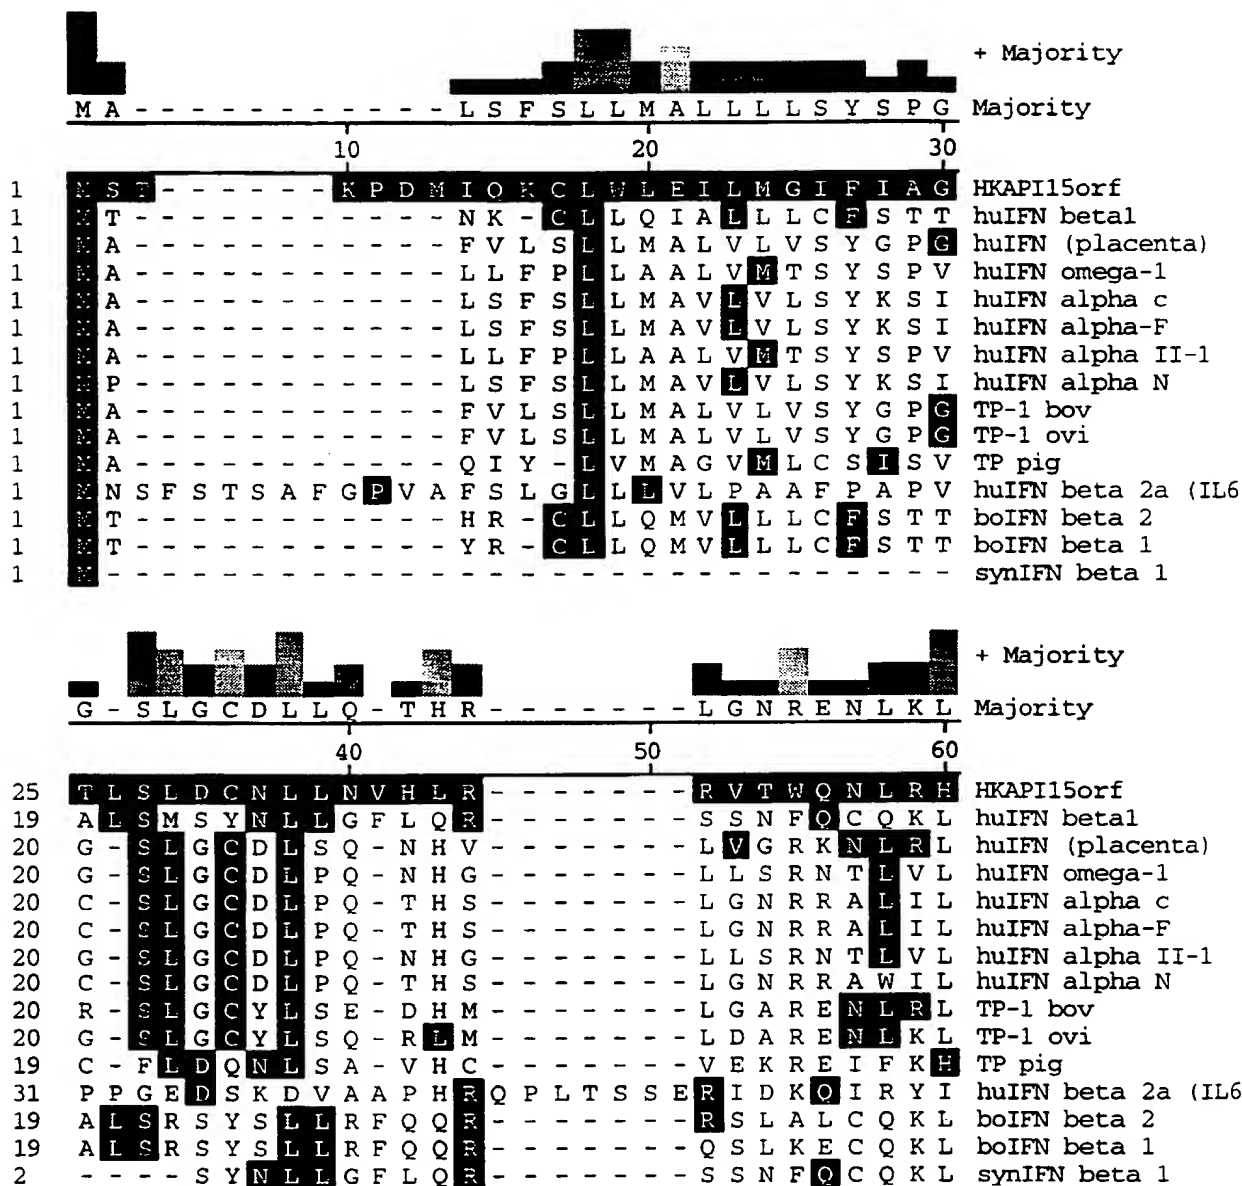 + Majority
M A - - - - - - - - - - - L S F S L L M A L L L L S Y S P G Majority
10 20 30
1 M S T - - - - - - K P D M I Q K C L W L E I L M G I F I A G HKAPI15orf
1 M T - - - - - - - - - - - N K - C L L Q I A L L L C F S T T huIFN beta1
1 M A - - - - - - - - - - - F V L S L L M A L V L V S Y G P G huIFN (placenta)
1 M A - - - - - - - - - - - L L F P L L A A L V M T S Y S P V huIFN omega-1
1 M A - - - - - - - - - - - L S F S L L M A V L V L S Y K S I huIFN alpha c
1 M A - - - - - - - - - - - L S F S L L M A V L V L S Y K S I huIFN alpha-F
1 M A - - - - - - - - - - - L L F P L L A A L V M T S Y S P V huIFN alpha II-1
1 M P - - - - - - - - - - - L S F S L L M A V L V L S Y K S I huIFN alpha N
1 M A - - - - - - - - - - - F V L S L L M A L V L V S Y G P G TP-1 bov
1 M A - - - - - - - - - - - F V L S L L M A L V L V S Y G P G TP-1 ovi
1 M A - - - - - - - - - - - Q I Y - L V M A G V M L C S I S V TP pig
1 M N S F S T S A F G P V A F S L G L L L V L P A A F P A P V huIFN beta 2a (IL6
1 M T - - - - - - - - - - - H R - C L L Q M V L L L C F S T T boIFN beta 2
1 M T - - - - - - - - - - - Y R - C L L Q M V L L L C F S T T boIFN beta 1
1 M - - - - - - - - - - - - - - - - - - - - - - - - - - - - - synIFN beta 1
+ Majority
G - S L G C D L L Q - T H R - - - - - - - L G N R E N L K L Majority
40 50 60
25 T L S L D C N L L N V H L R - - - - - - - R V T W Q N L R H HKAPI15orf
19 A L S M S Y N L L G F L Q R - - - - - - - S S N F Q C Q K L huIFN beta1
20 G - S L G C D L S Q - N H V - - - - - - - L V G R K N L R L huIFN (placenta)
20 G - S L G C D L P Q - N H G - - - - - - - L L S R N T L V L huIFN omega-1
20 C - S L G C D L P Q - T H S - - - - - - - L G N R R A L I L huIFN alpha c
20 C - S L G C D L P Q - T H S - - - - - - - L G N R R A L I L huIFN alpha-F
20 G - S L G C D L P Q - N H G - - - - - - - L L S R N T L V L huIFN alpha II-1
20 C - S L G C D L P Q - T H S - - - - - - - L G N R R A W I L huIFN alpha N
20 R - S L G C Y L S E - D H M - - - - - - - L G A R E N L R L TP-1 bov
20 G - S L G C Y L S Q - R L M - - - - - - - L D A R E N L K L TP-1 ovi
19 C - F L D Q N L S A - V H C - - - - - - - V E K R E I F K H TP pig
31 P P G E D S K D V A A P H R Q P L T S S E R I D K Q I R Y I huIFN beta 2a (IL6
19 A L S R S Y S L L R F Q Q R - - - - - - - R S L A L C Q K L boIFN beta 2
19 A L S R S Y S L L R F Q Q R - - - - - - - Q S L K E C Q K L boIFN beta 1
2 - - - - S Y N L L G F L Q R - - - - - - - S S N F Q C Q K L synIFN beta 1